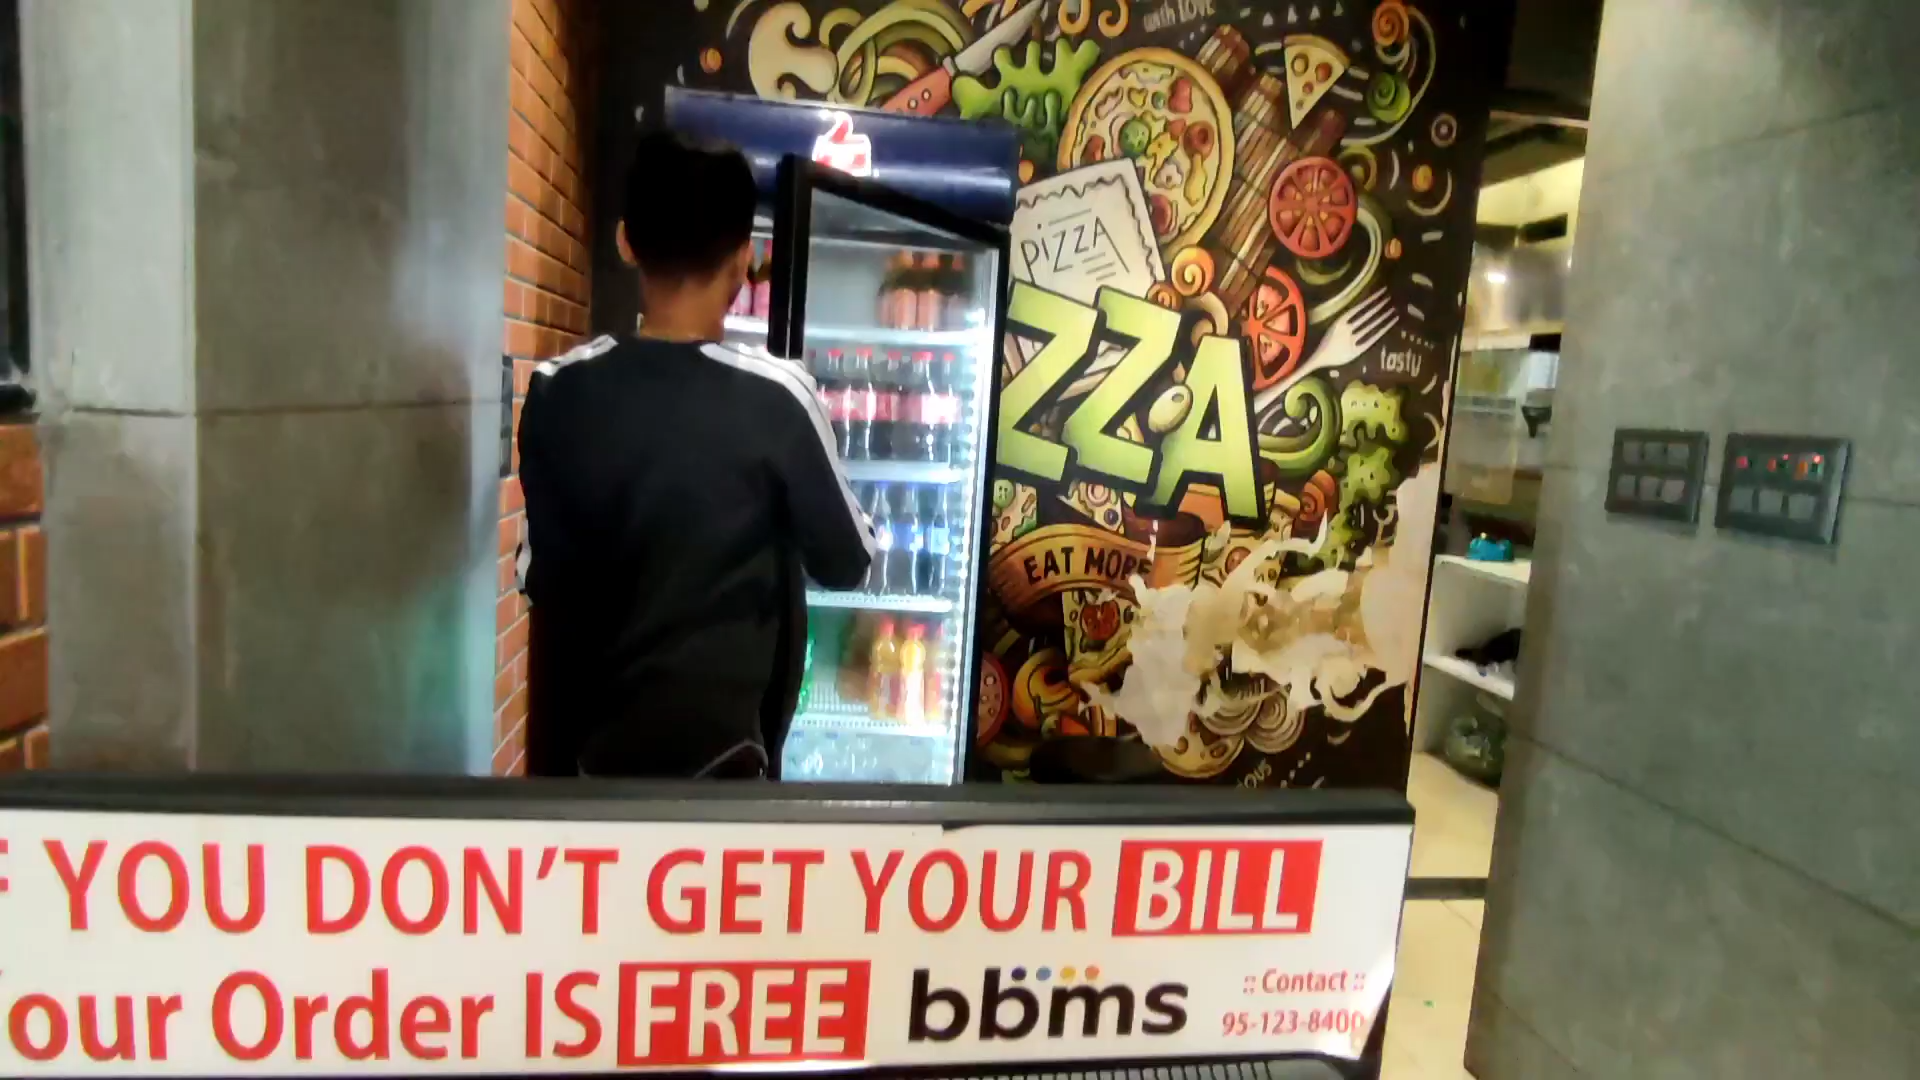 with LOVE
PIZZA
ZZA
tasty
EAT MORE
F YOU DON'T GET YOUR BILL
Your Order IS FREE
bbms
:: Contact ::
95-123-8400